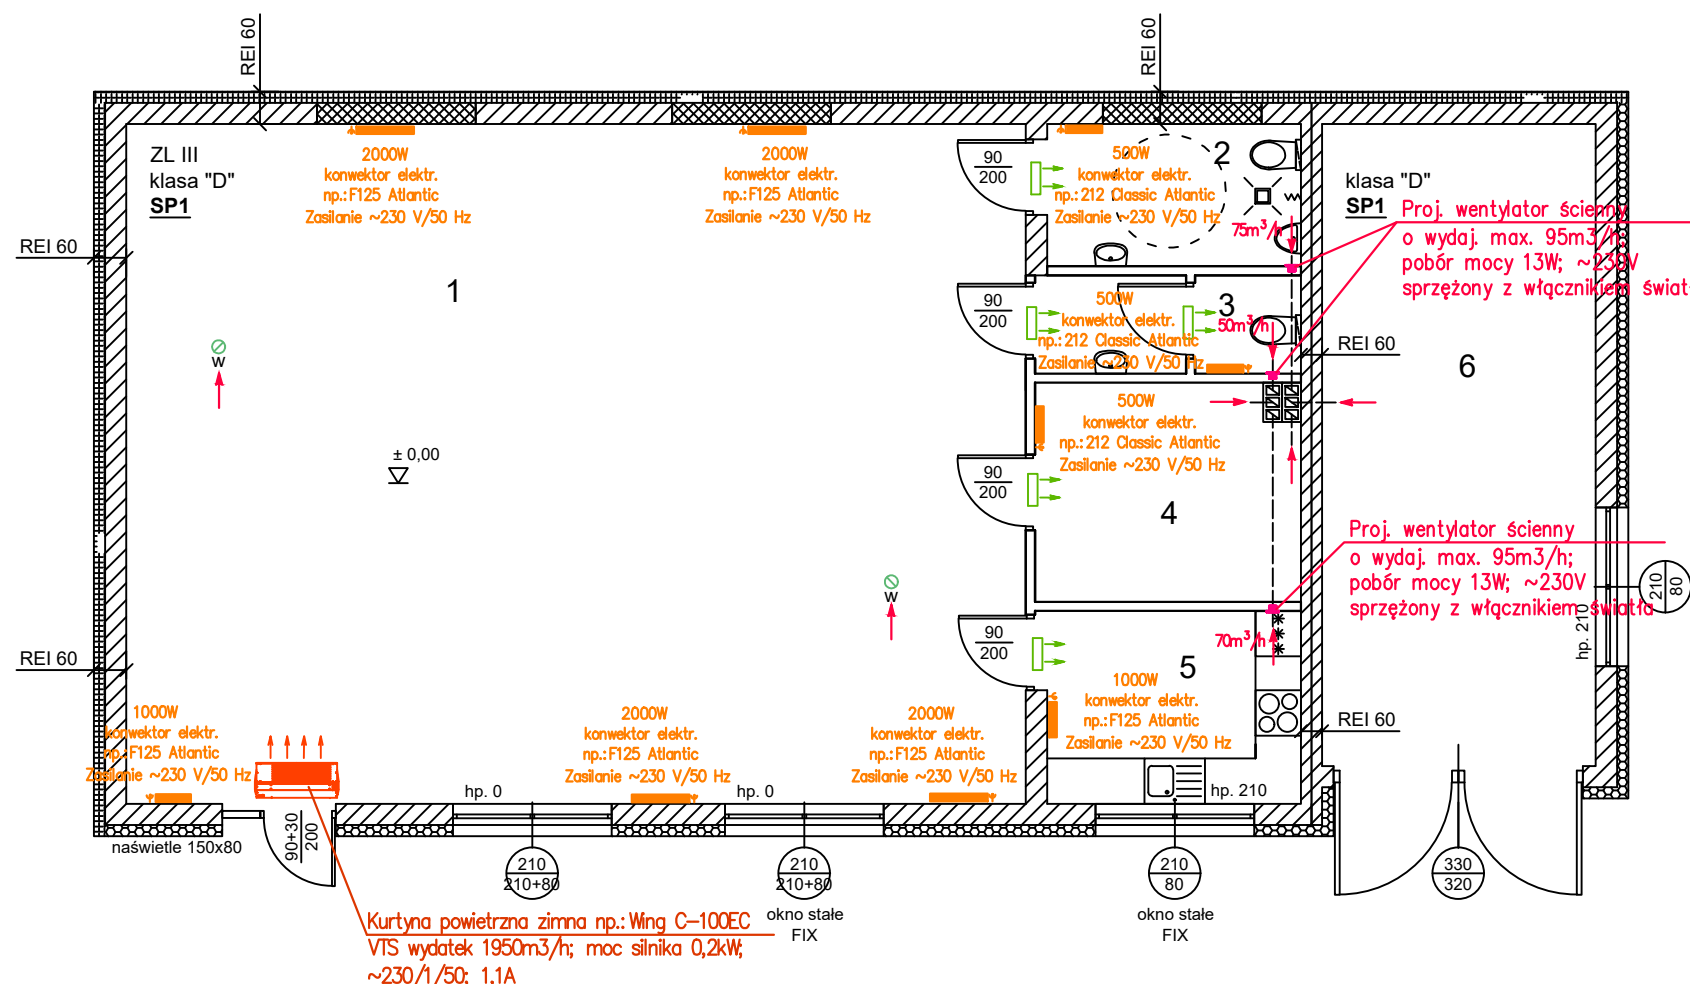 REI 60
REI 60
ZL III
klasa "D"
SP1
2000W
konwektor elektr.
np.:F125 Atlantic
Zasilanie ~230 V/50 Hz
2000W
konwektor elektr.
np.:F125 Atlantic
Zasilanie ~230 V/50 Hz
90
200
500W
konwektor elektr.
np.:212 Classic Atlantic
Zasilanie ~230 V/50 Hz
2
75m³/h
klasa "D"
SP1
Proj. wentylator ścienny
o wydaj. max. 95m3/h;
pobór mocy 13W; ~230V
sprzężony z włącznikiem
REI 60
1
90
200
500W
konwektor elektr.
np.:212 Classic Atlantic
Zasilanie ~230 V/50 Hz
3
50m³/h
REI 60
6
W
± 0,00
500W
konwektor elektr.
np.:212 Classic Atlantic
Zasilanie ~230 V/50 Hz
90
200
4
Proj. wentylator ścienny
o wydaj. max. 95m3/h;
pobór mocy 13W; ~230V
sprzężony z włącznikiem światła
210
80
hp. 210
W
REI 60
90
200
5
70m³/h
1000W
konwektor elektr.
np.:F125 Atlantic
Zasilanie ~230 V/50 Hz
REI 60
1000W
konwektor elektr.
np.:F125 Atlantic
Zasilanie ~230 V/50 Hz
2000W
konwektor elektr.
np.:F125 Atlantic
Zasilanie ~230 V/50 Hz
2000W
konwektor elektr.
np.:F125 Atlantic
Zasilanie ~230 V/50 Hz
hp. 0
hp. 0
hp. 210
naświetle 150x80
90+30
200
210
210+80
210
210+80
okno stałe
FIX
210
80
okno stałe
FIX
330
320
Kurtyna powietrzna zimna np.: Wing C-100EC
VTS wydatek 1950m3/h; moc silnika 0,2kW;
~230/1/50; 1.1A